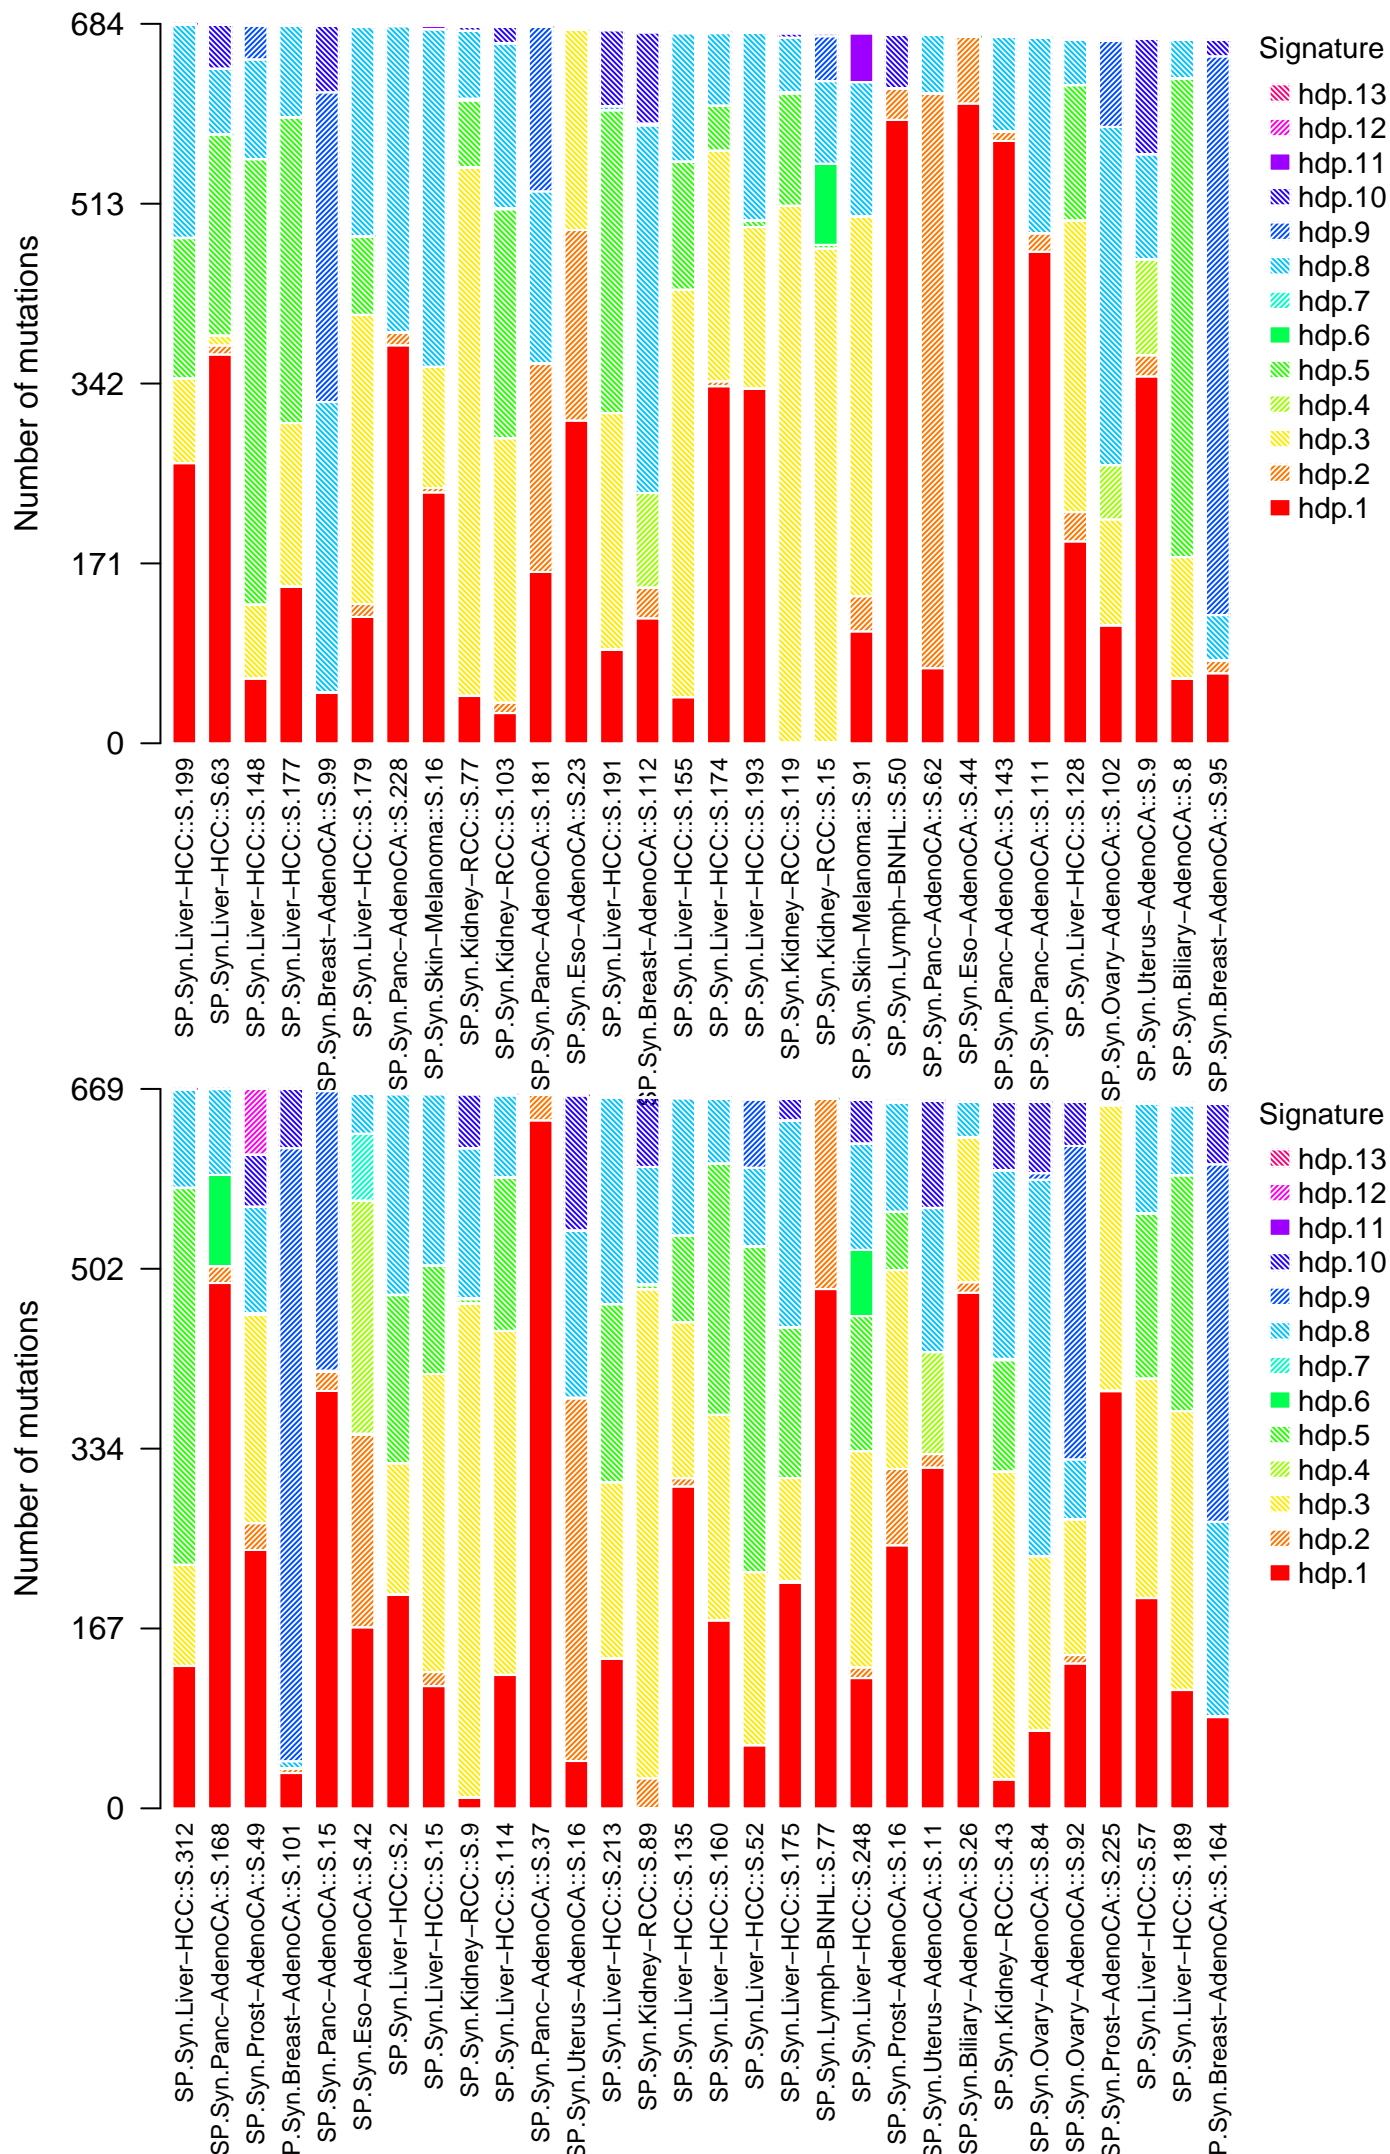 684
513
342
171
0
Number of mutations
Signature
hdp.13
hdp.12
hdp.11
hdp.10
hdp.9
hdp.8
hdp.7
hdp.6
hdp.5
hdp.4
hdp.3
hdp.2
hdp.1
SP.Syn.Liver−HCC::S.199
SP.Syn.Liver−HCC::S.63
SP.Syn.Liver−HCC::S.148
SP.Syn.Liver−HCC::S.177
SP.Syn.Breast−AdenoCA::S.99
SP.Syn.Liver−HCC::S.179
SP.Syn.Panc−AdenoCA::S.228
SP.Syn.Skin−Melanoma::S.16
SP.Syn.Kidney−RCC::S.77
SP.Syn.Kidney−RCC::S.103
SP.Syn.Panc−AdenoCA::S.181
SP.Syn.Eso−AdenoCA::S.23
SP.Syn.Liver−HCC::S.191
SP.Syn.Breast−AdenoCA::S.112
SP.Syn.Liver−HCC::S.155
SP.Syn.Liver−HCC::S.174
SP.Syn.Liver−HCC::S.193
SP.Syn.Kidney−RCC::S.119
SP.Syn.Kidney−RCC::S.15
SP.Syn.Skin−Melanoma::S.91
SP.Syn.Lymph−BNHL::S.50
SP.Syn.Panc−AdenoCA::S.62
SP.Syn.Eso−AdenoCA::S.44
SP.Syn.Panc−AdenoCA::S.143
SP.Syn.Panc−AdenoCA::S.111
SP.Syn.Liver−HCC::S.128
SP.Syn.Ovary−AdenoCA::S.102
SP.Syn.Uterus−AdenoCA::S.9
SP.Syn.Biliary−AdenoCA::S.8
SP.Syn.Breast−AdenoCA::S.95
669
502
334
167
0
Number of mutations
Signature
hdp.13
hdp.12
hdp.11
hdp.10
hdp.9
hdp.8
hdp.7
hdp.6
hdp.5
hdp.4
hdp.3
hdp.2
hdp.1
SP.Syn.Liver−HCC::S.312
SP.Syn.Panc−AdenoCA::S.168
SP.Syn.Prost−AdenoCA::S.49
P.Syn.Breast−AdenoCA::S.101
SP.Syn.Panc−AdenoCA::S.15
SP.Syn.Eso−AdenoCA::S.42
SP.Syn.Liver−HCC::S.2
SP.Syn.Liver−HCC::S.15
SP.Syn.Kidney−RCC::S.9
SP.Syn.Liver−HCC::S.114
SP.Syn.Panc−AdenoCA::S.37
SP.Syn.Uterus−AdenoCA::S.16
SP.Syn.Liver−HCC::S.213
SP.Syn.Kidney−RCC::S.89
SP.Syn.Liver−HCC::S.135
SP.Syn.Liver−HCC::S.160
SP.Syn.Liver−HCC::S.52
SP.Syn.Liver−HCC::S.175
SP.Syn.Lymph−BNHL::S.77
SP.Syn.Liver−HCC::S.248
SP.Syn.Prost−AdenoCA::S.16
SP.Syn.Uterus−AdenoCA::S.11
SP.Syn.Biliary−AdenoCA::S.26
SP.Syn.Kidney−RCC::S.43
SP.Syn.Ovary−AdenoCA::S.84
SP.Syn.Ovary−AdenoCA::S.92
SP.Syn.Prost−AdenoCA::S.225
SP.Syn.Liver−HCC::S.57
SP.Syn.Liver−HCC::S.189
P.Syn.Breast−AdenoCA::S.164